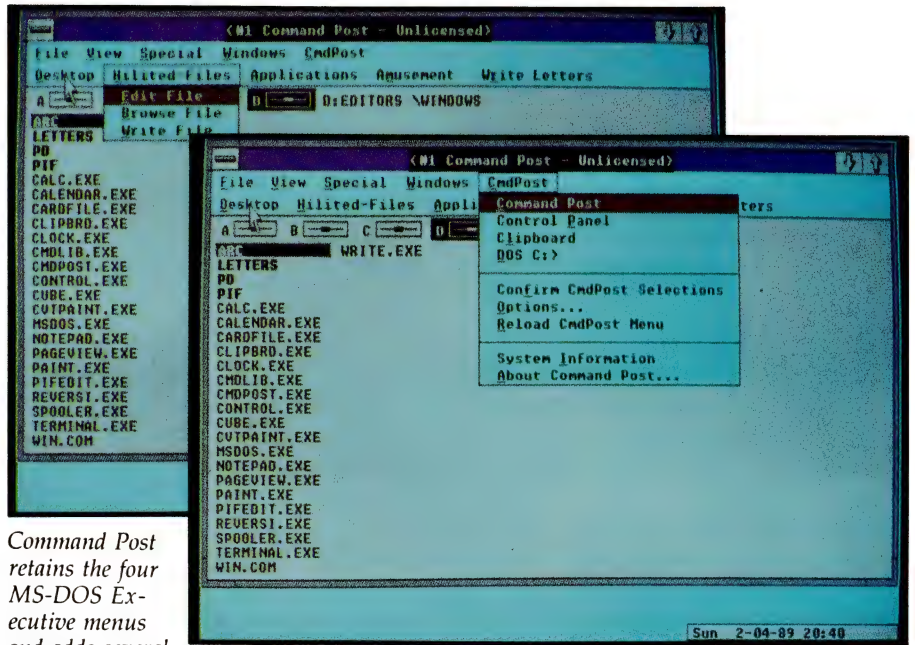 (#1 Command Post - Unlicensed)
File View Special Windows CmdPost
Desktop Hilited Files Applications Amusement Write Letters
A D D:EDITORS \WINDOWS
Edit File
Browse File
Write File
ARC
LETTERS
PD
PIF
CALC.EXE
CALENDAR.EXE
CARDFILE.EXE
CLIPBRD.EXE
CLOCK.EXE
CMDLIB.EXE
CMDPOST.EXE
CONTROL.EXE
CUBE.EXE
CVTPAINT.EXE
MSDOS.EXE
NOTEPAD.EXE
PAGEVIEW.EXE
PAINT.EXE
PIFEDIT.EXE
REVERSI.EXE
SPOOLER.EXE
TERMINAL.EXE
WIN.COM
(#1 Command Post - Unlicensed)
File View Special Windows CmdPost
Desktop Hilited-Files Appli ters
A B C D
Command Post
Control Panel
Clipboard
DOS C:>
Confirm CmdPost Selections
Options...
Reload CmdPost Menu
System Information
About Command Post...
ARC WRITE.EXE
LETTERS
PD
PIF
CALC.EXE
CALENDAR.EXE
CARDFILE.EXE
CLIPBRD.EXE
CLOCK.EXE
CMDLIB.EXE
CMDPOST.EXE
CONTROL.EXE
CUBE.EXE
CVTPAINT.EXE
MSDOS.EXE
NOTEPAD.EXE
PAGEVIEW.EXE
PAINT.EXE
PIFEDIT.EXE
REVERSI.EXE
SPOOLER.EXE
TERMINAL.EXE
WIN.COM
Sun 2-04-89 20:40
Command Post
retains the four
MS-DOS Ex-
ecutive menus
and adds several